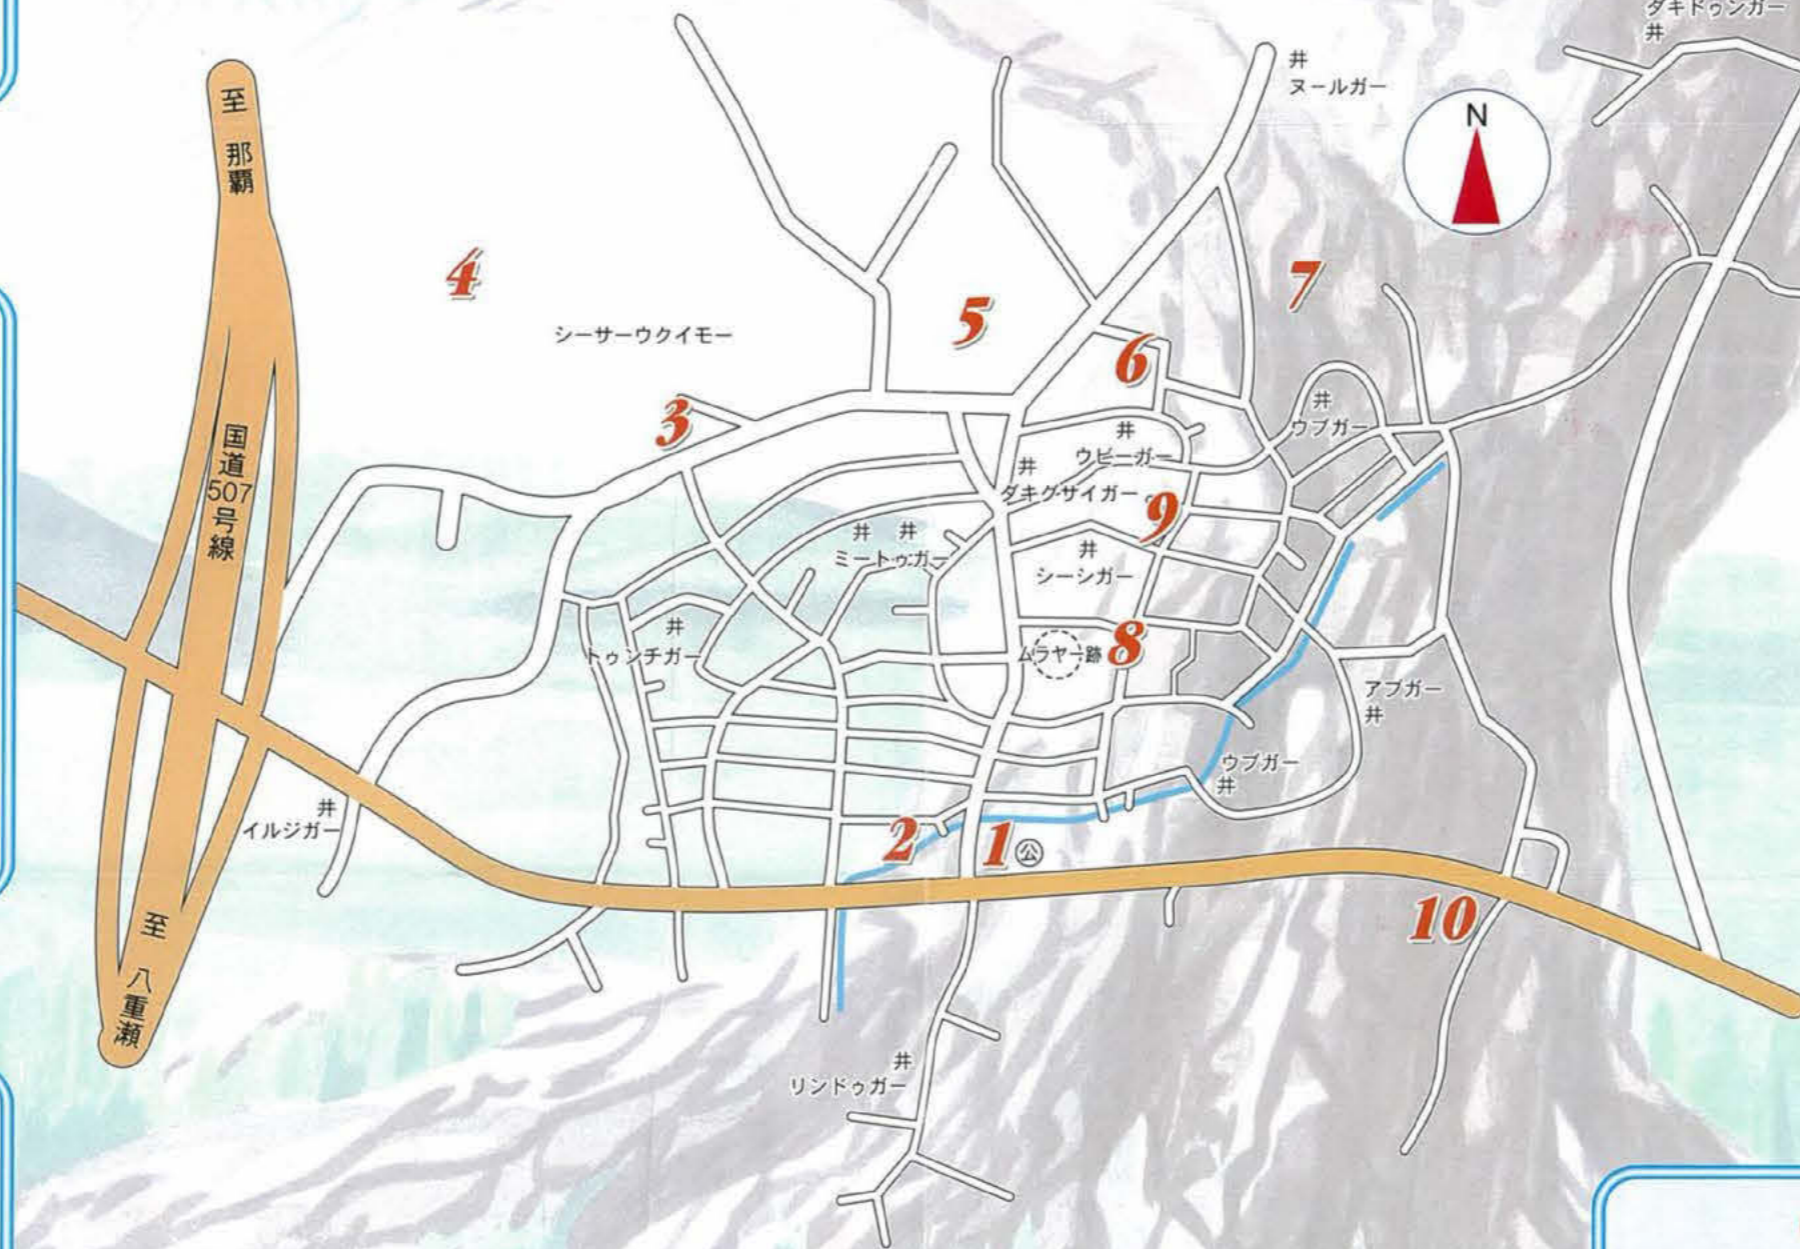 ダキドゥンガー
井
井
ヌールガー
至 那覇
N
4
7
5
シーサーウクイモー
6
3
井
ウブガー
井
ウビーガー
国道507号線
井
ダキグサイガー
9
井 井
ミートゥガー
井
シーシガー
井
トゥンチガー
ムラヤー跡
8
アブガー
井
ウブガー
井
井
イルジガー
2
1
公
10
至 八重瀬
井
リンドゥガー